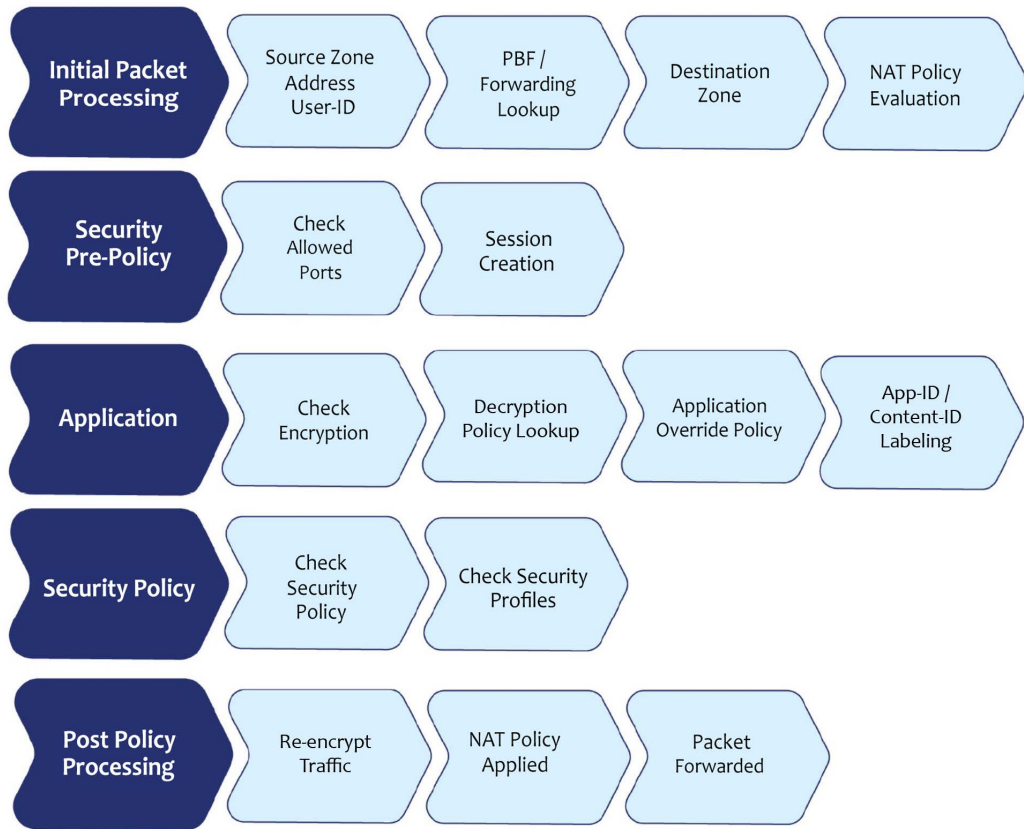 Initial Packet
Processing
Source Zone
Address
User-ID
PBF /
Forwarding
Lookup
Destination
Zone
NAT Policy
Evaluation
Security
Pre-Policy
Check
Allowed
Ports
Session
Creation
Application
Check
Encryption
Decryption
Policy Lookup
Application
Override Policy
App-ID /
Content-ID
Labeling
Security Policy
Check
Security
Policy
Check Security
Profiles
Post Policy
Processing
Re-encrypt
Traffic
NAT Policy
Applied
Packet
Forwarded